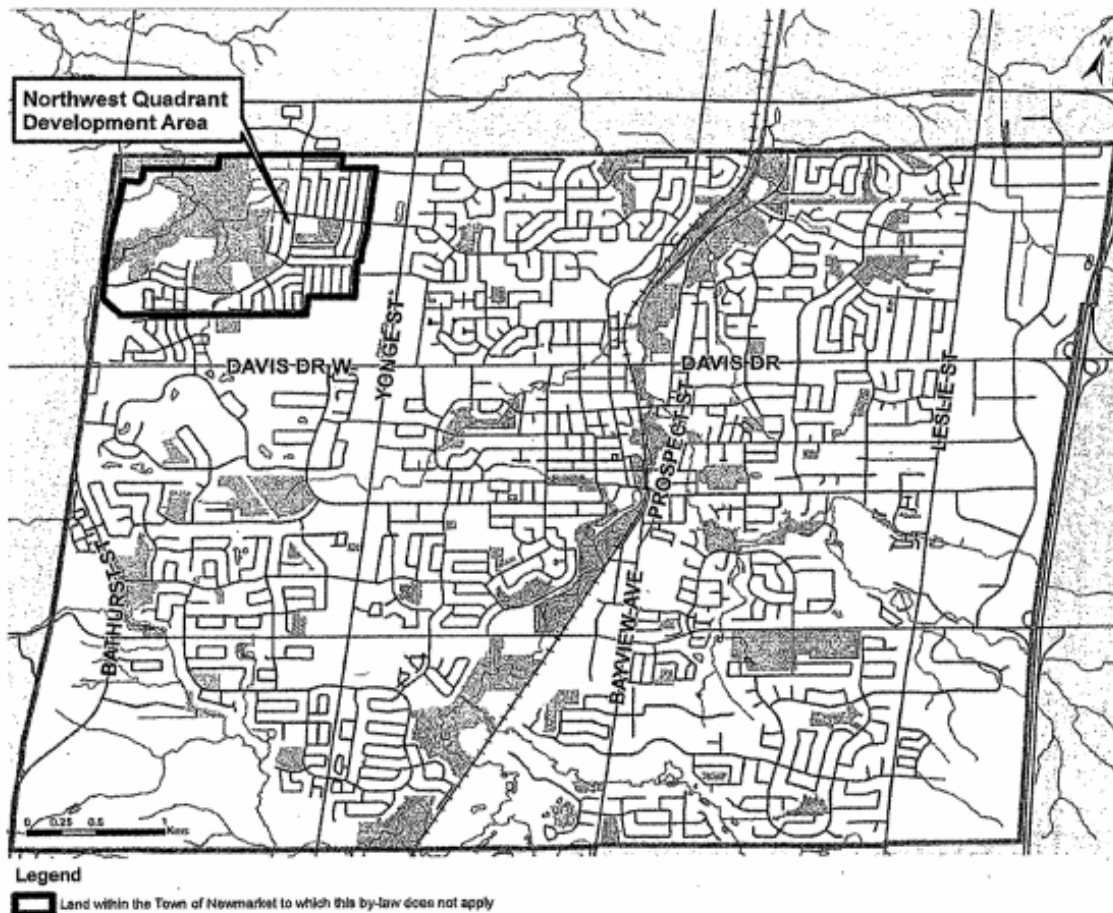 N
Northwest Quadrant
Development Area
DAVIS DR W
YONGE ST
DAVIS DR
PROSPECT ST
LESLIE ST
BATHURST ST
BAYVIEW AVE
0 0.25 0.5 1
Kms
Legend
Land within the Town of Newmarket to which this by-law does not apply